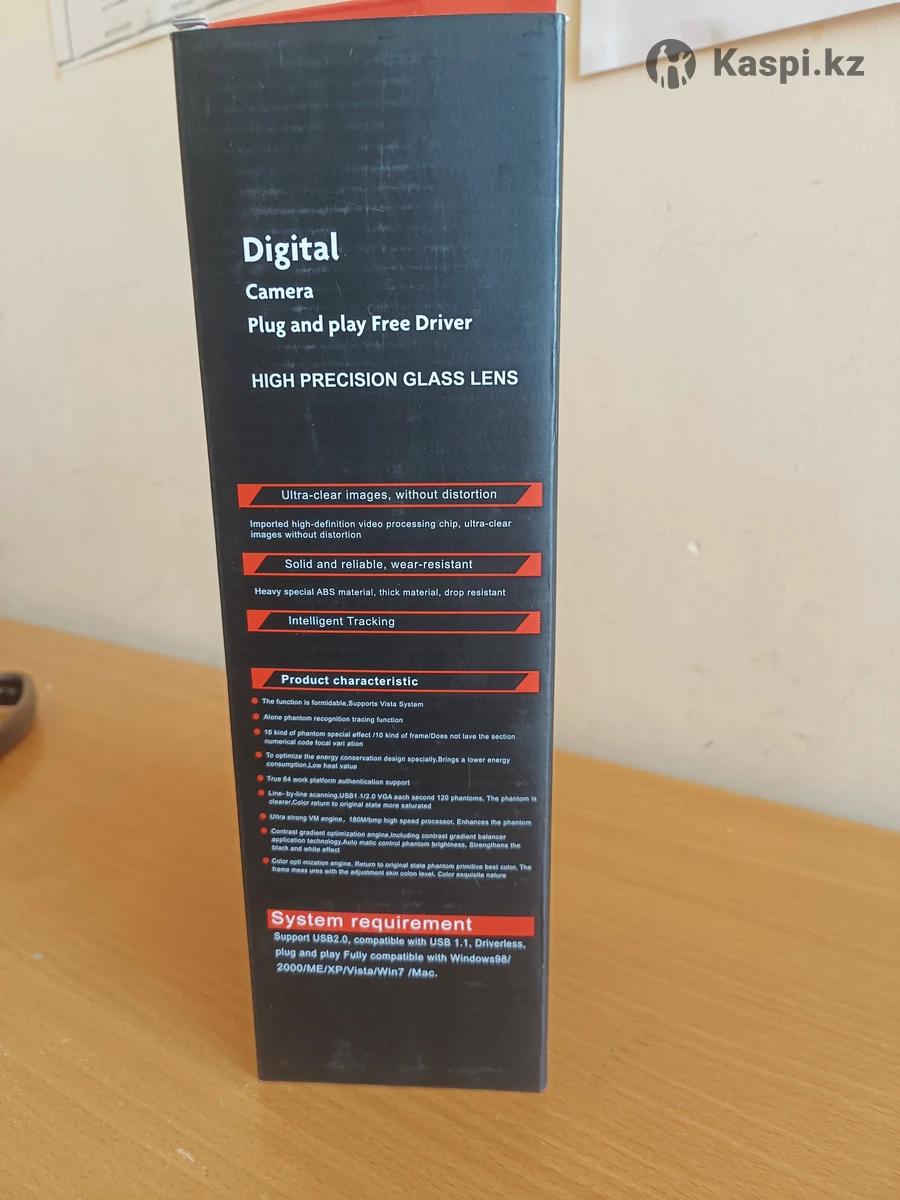 Kaspi.kz
Digital
Camera
Plug and play Free Driver
HIGH PRECISION GLASS LENS
Ultra-clear images, without distortion
Imported high-definition video processing chip, ultra-clear
images without distortion
Solid and reliable, wear-resistant
Heavy special ABS material, thick material, drop resistant
Intelligent Tracking
Product characteristic
The function is formidable,Supports Vista System
Alone phantom recognition tracing function
16 kind of phantom special effect /10 kind of frame/Does not lave the section
numerical code focal vari ation
To optimize the energy conservation design specially,Brings a lower energy
consumption,Low heat value
True 64 work platform authentication support
Line- by-line scanning.USB1.1/2.0 VGA each second 120 phantoms, The phantom is
clearer,Color return to original state more saturated
Ultra strong VM engine, 180M/bmp high speed processor, Enhances the phantom
Contrast gradient optimization engine,Including contrast gradient balancer
application technology,Auto matic control phantom brighlness. Strengthens the
black and white effect
Color opti mization engine. Return to original state phantom primitive best color. The
frame meas ures with the adjustment skin colon level. Color exquisite nature
System requirement
Support USB2.0, compatible with USB 1.1, Driverless,
plug and play Fully compatible with Windows98/
2000/ME/XP/Vista/Win7 /Mac.